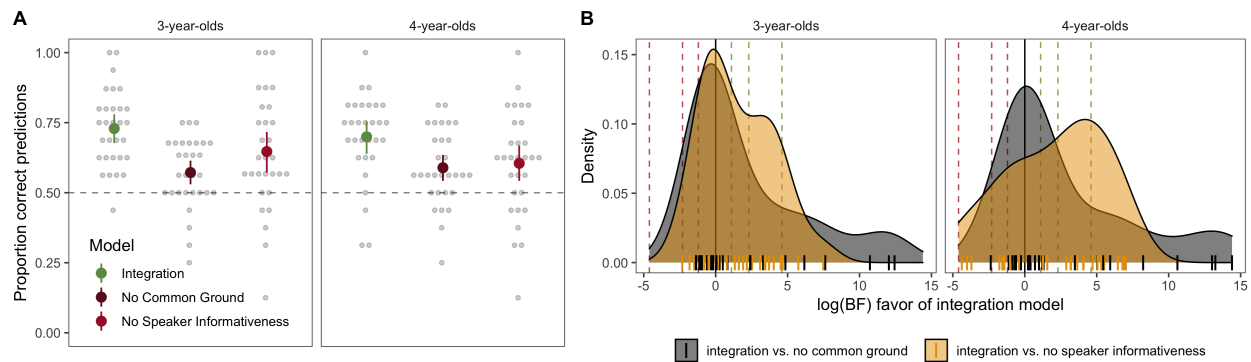 A
3-year-olds
4-year-olds
Proportion correct predictions
1.00
0.75
0.50
0.25
0.00
Model
Integration
No Common Ground
No Speaker Informativeness
B
3-year-olds
4-year-olds
Density
0.15
0.10
0.05
0.00
-5 0 5 10 15 -5 0 5 10 15
log(BF) favor of integration model
integration vs. no common ground integration vs. no speaker informativeness